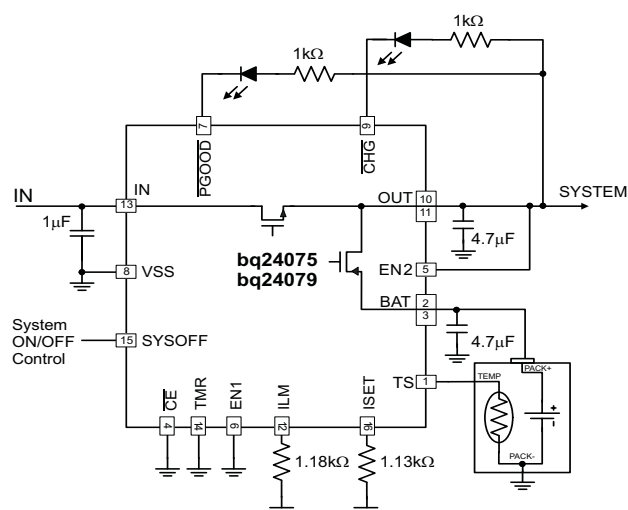 1kΩ
1kΩ
7
9
PGOOD
CHG
IN
IN
13
OUT
10
11
SYSTEM
1μF
4.7μF
bq24075
bq24079
EN2
5
8
VSS
BAT
2
3
System
ON/OFF
Control
15
SYSOFF
4.7μF
PACK+
TS
1
TEMP
+
-
CE
TMR
EN1
ILM
ISET
4
14
6
12
16
1.18kΩ
1.13kΩ
PACK-